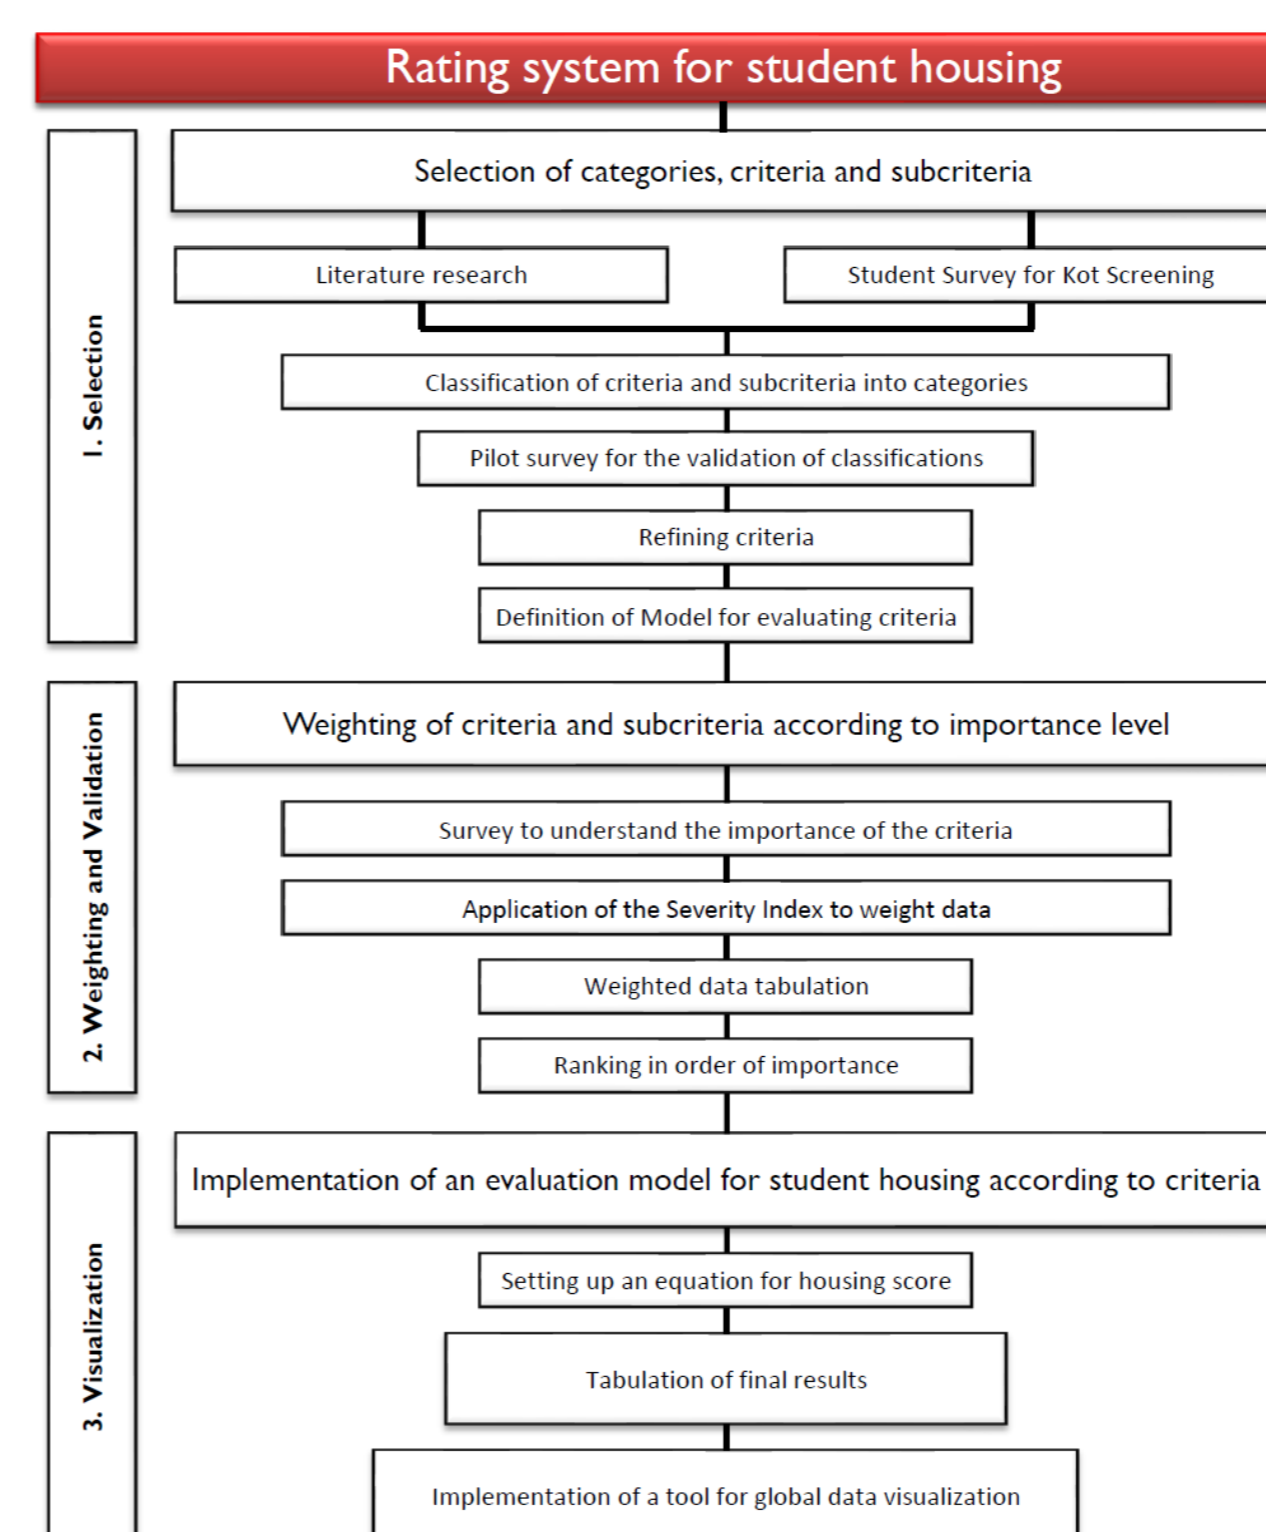 Rating system for student housing
1. Selection
Selection of categories, criteria and subcriteria
Literature research
Student Survey for Kot Screening
Classification of criteria and subcriteria into categories
Pilot survey for the validation of classifications
Refining criteria
Definition of Model for evaluating criteria
2. Weighting and Validation
Weighting of criteria and subcriteria according to importance level
Survey to understand the importance of the criteria
Application of the Severity Index to weight data
Weighted data tabulation
Ranking in order of importance
3. Visualization
Implementation of an evaluation model for student housing according to criteria
Setting up an equation for housing score
Tabulation of final results
Implementation of a tool for global data visualization